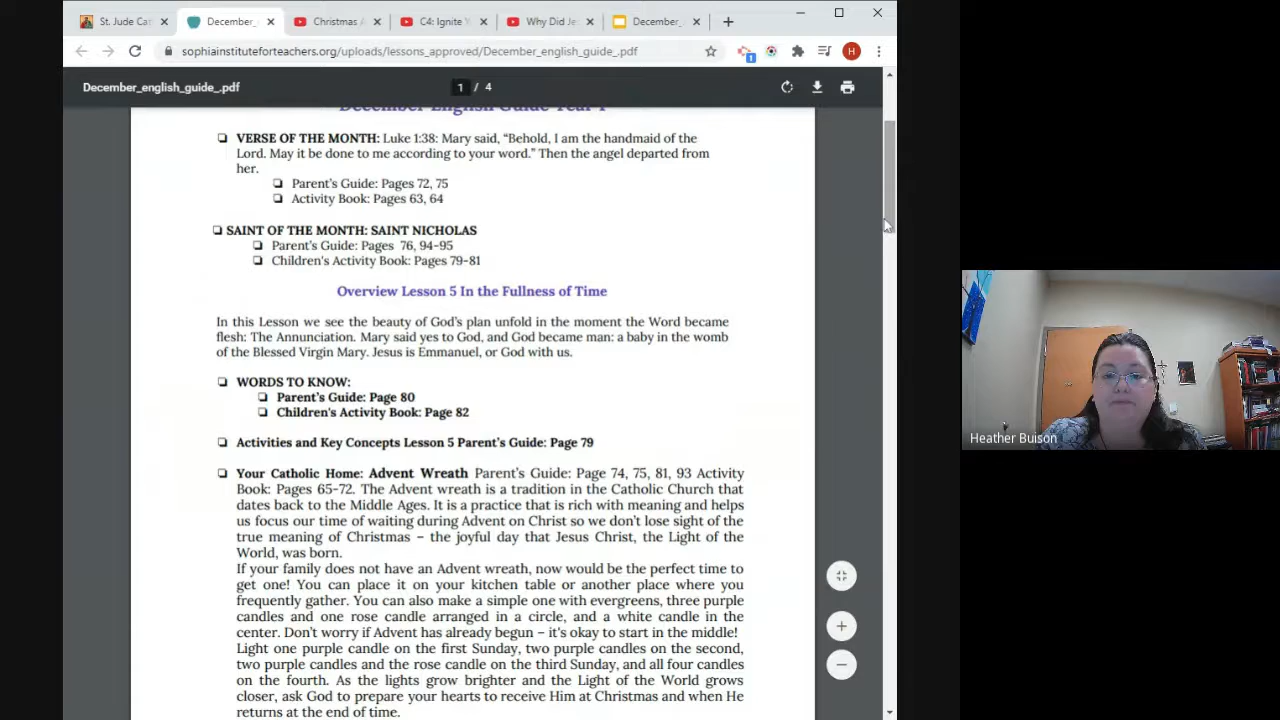 St. Jude Cat
December_
Christmas A
C4: Ignite Y
Why Did Je
December_
sophiainstituteforteachers.org/uploads/lessons_approved/December_english_guide_.pdf
H
1
December_english_guide_.pdf
1 / 4
December English Guide Year 1
VERSE OF THE MONTH: Luke 1:38: Mary said, “Behold, I am the handmaid of the
Lord. May it be done to me according to your word.” Then the angel departed from
her.
Parent’s Guide: Pages 72, 75
Activity Book: Pages 63, 64
SAINT OF THE MONTH: SAINT NICHOLAS
Parent’s Guide: Pages 76, 94-95
Children’s Activity Book: Pages 79-81
Overview Lesson 5 In the Fullness of Time
In this Lesson we see the beauty of God’s plan unfold in the moment the Word became
flesh: The Annunciation. Mary said yes to God, and God became man: a baby in the womb
of the Blessed Virgin Mary. Jesus is Emmanuel, or God with us.
WORDS TO KNOW:
Parent’s Guide: Page 80
Children’s Activity Book: Page 82
Activities and Key Concepts Lesson 5 Parent’s Guide: Page 79
Your Catholic Home: Advent Wreath Parent’s Guide: Page 74, 75, 81, 93 Activity
Book: Pages 65-72. The Advent wreath is a tradition in the Catholic Church that
dates back to the Middle Ages. It is a practice that is rich with meaning and helps
us focus our time of waiting during Advent on Christ so we don’t lose sight of the
true meaning of Christmas – the joyful day that Jesus Christ, the Light of the
World, was born.
If your family does not have an Advent wreath, now would be the perfect time to
get one! You can place it on your kitchen table or another place where you
frequently gather. You can also make a simple one with evergreens, three purple
candles and one rose candle arranged in a circle, and a white candle in the
center. Don’t worry if Advent has already begun – it’s okay to start in the middle!
Light one purple candle on the first Sunday, two purple candles on the second,
two purple candles and the rose candle on the third Sunday, and all four candles
on the fourth. As the lights grow brighter and the Light of the World grows
closer, ask God to prepare your hearts to receive Him at Christmas and when He
returns at the end of time.
Heather Buison